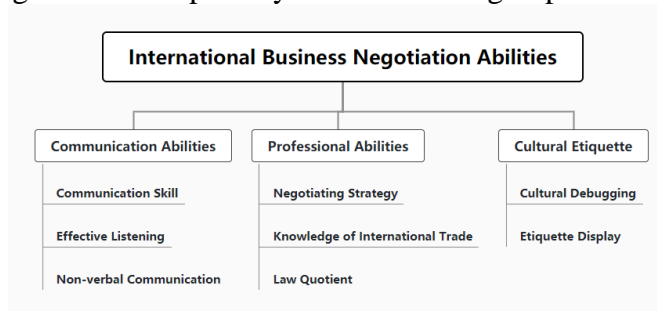 International Business Negotiation Abilities
Communication Abilities
Communication Skill
Effective Listening
Non-verbal Communication
Professional Abilities
Negotiating Strategy
Knowledge of International Trade
Law Quotient
Cultural Etiquette
Cultural Debugging
Etiquette Display